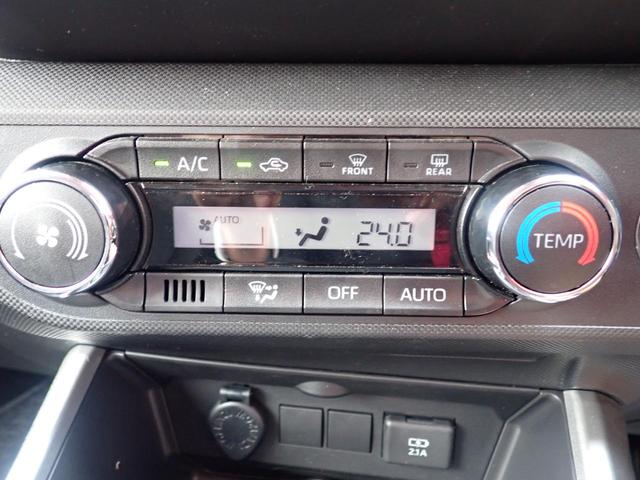 A/C FRONT REAR
AUTO 24.0
TEMP
OFF AUTO
2.1A